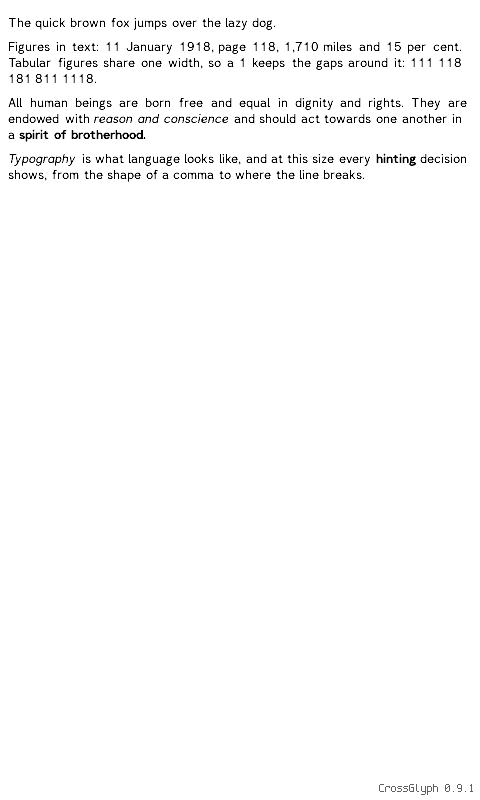 The quick brown fox jumps over the lazy dog.
Figures in text: 11 January 1918, page 118, 1,710 miles and 15 per cent.
Tabular figures share one width, so a 1 keeps the gaps around it: 111 118
181 811 1118.
All human beings are born free and equal in dignity and rights. They are
endowed with reason and conscience and should act towards one another in
a spirit of brotherhood.
Typography is what language looks like, and at this size every hinting decision
shows, from the shape of a comma to where the line breaks.
CrossGlyph 0.9.1